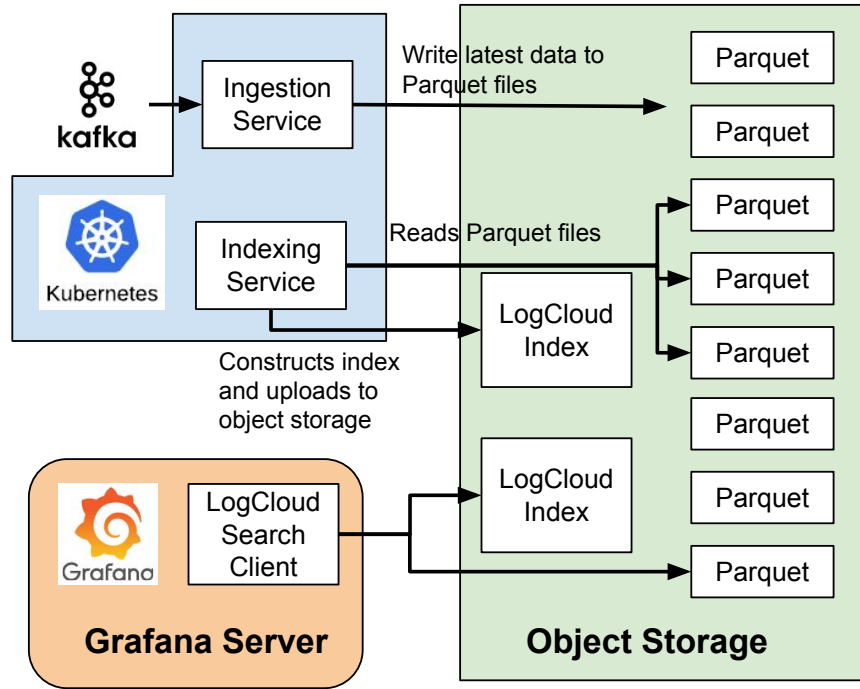 kafka
Ingestion
Service
Write latest data to
Parquet files
Parquet
Parquet
Kubernetes
Indexing
Service
Reads Parquet files
Parquet
Parquet
Parquet
LogCloud
Index
Constructs index
and uploads to
object storage
Parquet
Parquet
Parquet
LogCloud
Index
Grafana
LogCloud
Search
Client
Grafana Server
Object Storage